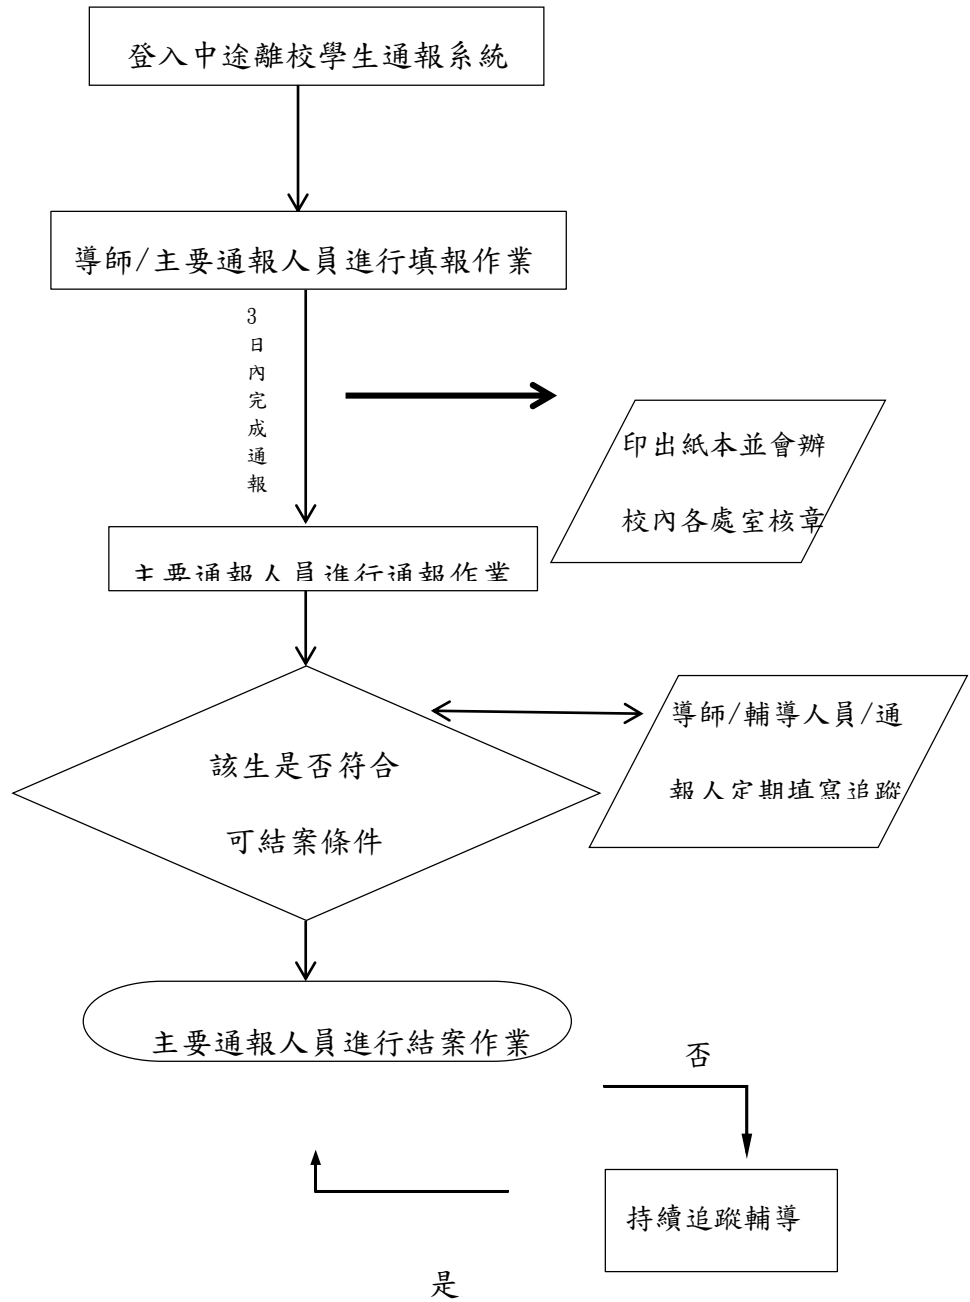 登入中途離校學生通報系統
導師/主要通報人員進行填報作業
3日內完成通報
印出紙本並會辦
校內各處室核章
主要通報人員進行通報作業
該生是否符合
可結案條件
導師/輔導人員/通
報人定期填寫追蹤
主要通報人員進行結案作業
否
持續追蹤輔導
是